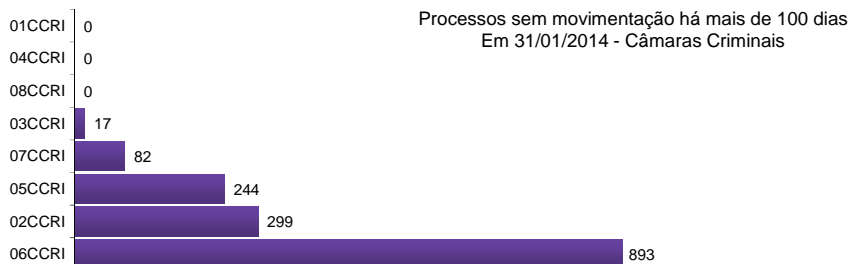 Processos sem movimentação há mais de 100 dias
Em 31/01/2014 - Câmaras Criminais
01CCRI 0
04CCRI 0
08CCRI 0
03CCRI 17
07CCRI 82
05CCRI 244
02CCRI 299
06CCRI 893